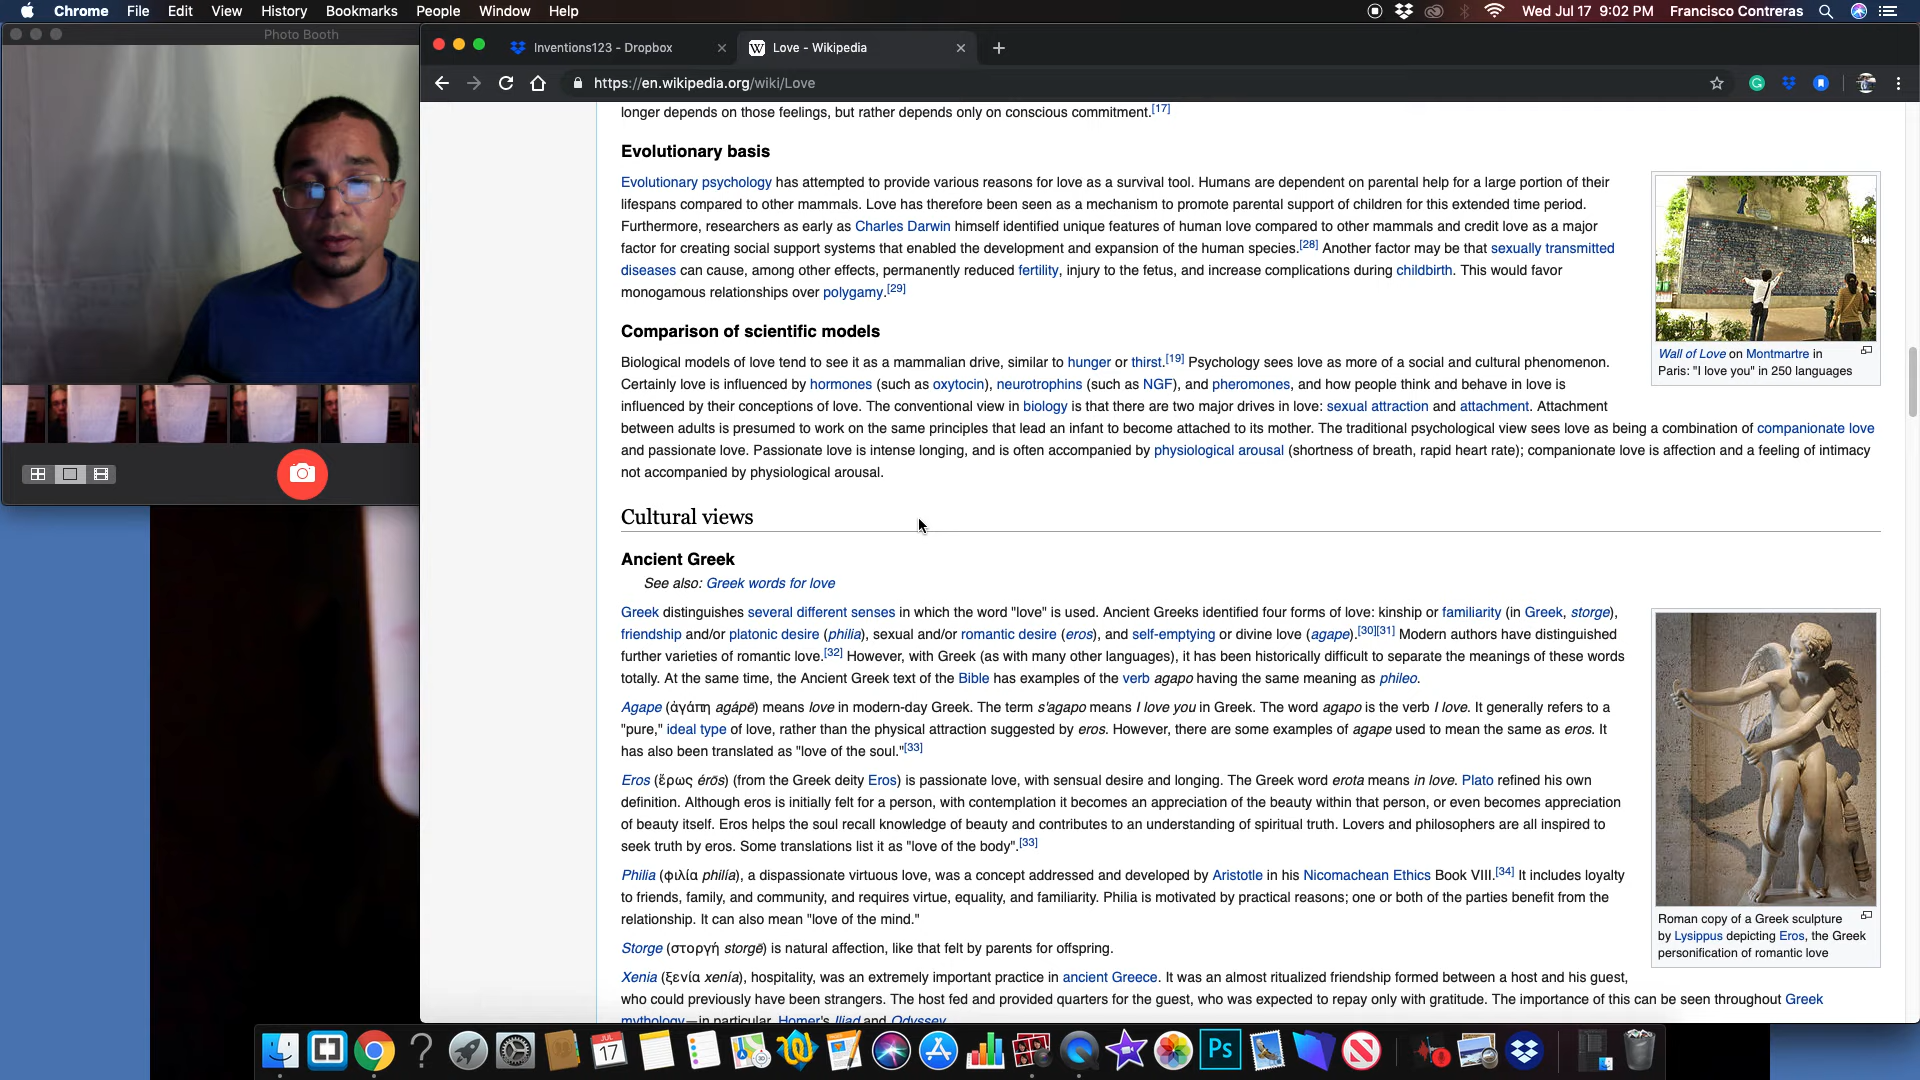 Chrome File Edit View History Bookmarks People Window Help Wed Jul 17 9:02 PM Francisco Contreras
Photo Booth
Inventions123 - Dropbox
Love - Wikipedia
https://en.wikipedia.org/wiki/Love
longer depends on those feelings, but rather depends only on conscious commitment.[17]
Evolutionary basis
Evolutionary psychology has attempted to provide various reasons for love as a survival tool. Humans are dependent on parental help for a large portion of their
lifespans compared to other mammals. Love has therefore been seen as a mechanism to promote parental support of children for this extended time period.
Furthermore, researchers as early as Charles Darwin himself identified unique features of human love compared to other mammals and credit love as a major
factor for creating social support systems that enabled the development and expansion of the human species.[28] Another factor may be that sexually transmitted
diseases can cause, among other effects, permanently reduced fertility, injury to the fetus, and increase complications during childbirth. This would favor
monogamous relationships over polygamy.[29]
Wall of Love on Montmartre in
Paris: "I love you" in 250 languages
Comparison of scientific models
Biological models of love tend to see it as a mammalian drive, similar to hunger or thirst.[19] Psychology sees love as more of a social and cultural phenomenon.
Certainly love is influenced by hormones (such as oxytocin), neurotrophins (such as NGF), and pheromones, and how people think and behave in love is
influenced by their conceptions of love. The conventional view in biology is that there are two major drives in love: sexual attraction and attachment. Attachment
between adults is presumed to work on the same principles that lead an infant to become attached to its mother. The traditional psychological view sees love as being a combination of companionate love
and passionate love. Passionate love is intense longing, and is often accompanied by physiological arousal (shortness of breath, rapid heart rate); companionate love is affection and a feeling of intimacy
not accompanied by physiological arousal.
Cultural views
Ancient Greek
See also: Greek words for love
Greek distinguishes several different senses in which the word "love" is used. Ancient Greeks identified four forms of love: kinship or familiarity (in Greek, storge),
friendship and/or platonic desire (philia), sexual and/or romantic desire (eros), and self-emptying or divine love (agape).[30][31] Modern authors have distinguished
further varieties of romantic love.[32] However, with Greek (as with many other languages), it has been historically difficult to separate the meanings of these words
totally. At the same time, the Ancient Greek text of the Bible has examples of the verb agapo having the same meaning as phileo.
Agape (ἀγάπη agápē) means love in modern-day Greek. The term s'agapo means I love you in Greek. The word agapo is the verb I love. It generally refers to a
"pure," ideal type of love, rather than the physical attraction suggested by eros. However, there are some examples of agape used to mean the same as eros. It
has also been translated as "love of the soul."[33]
Eros (ἔρως érōs) (from the Greek deity Eros) is passionate love, with sensual desire and longing. The Greek word erota means in love. Plato refined his own
definition. Although eros is initially felt for a person, with contemplation it becomes an appreciation of the beauty within that person, or even becomes appreciation
of beauty itself. Eros helps the soul recall knowledge of beauty and contributes to an understanding of spiritual truth. Lovers and philosophers are all inspired to
seek truth by eros. Some translations list it as "love of the body".[33]
Philia (φιλία philía), a dispassionate virtuous love, was a concept addressed and developed by Aristotle in his Nicomachean Ethics Book VIII.[34] It includes loyalty
to friends, family, and community, and requires virtue, equality, and familiarity. Philia is motivated by practical reasons; one or both of the parties benefit from the
relationship. It can also mean "love of the mind."
Roman copy of a Greek sculpture
by Lysippus depicting Eros, the Greek
personification of romantic love
Storge (στοργή storgē) is natural affection, like that felt by parents for offspring.
Xenia (ξενία xenía), hospitality, was an extremely important practice in ancient Greece. It was an almost ritualized friendship formed between a host and his guest,
who could previously have been strangers. The host fed and provided quarters for the guest, who was expected to repay only with gratitude. The importance of this can be seen throughout Greek
mythology—in particular, Homer's Iliad and Odyssey.
JUL
17
Ps